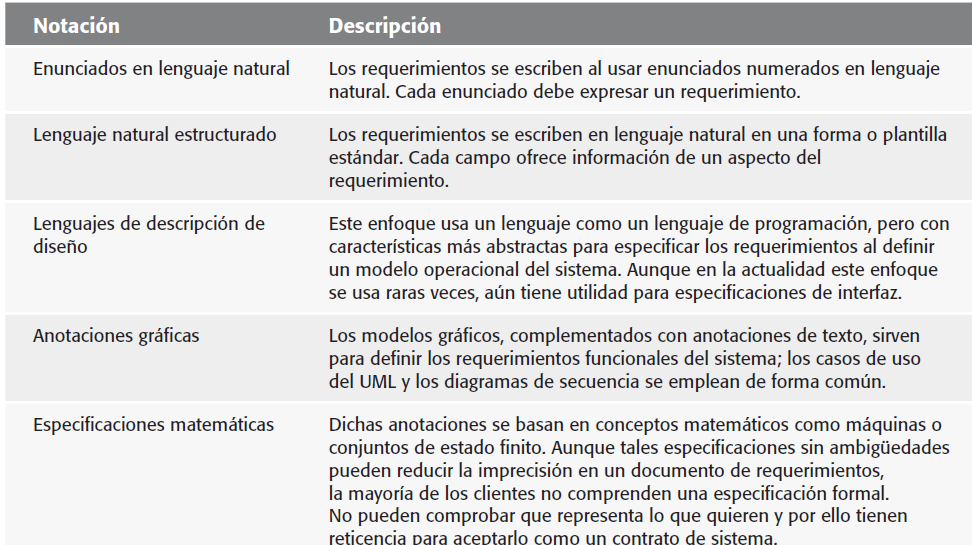 Notación Descripción
Enunciados en lenguaje natural Los requerimientos se escriben al usar enunciados numerados en lenguaje
natural. Cada enunciado debe expresar un requerimiento.
Lenguaje natural estructurado Los requerimientos se escriben en lenguaje natural en una forma o plantilla
estándar. Cada campo ofrece información de un aspecto del
requerimiento.
Lenguajes de descripción de Este enfoque usa un lenguaje como un lenguaje de programación, pero con
diseño características más abstractas para especificar los requerimientos al definir
un modelo operacional del sistema. Aunque en la actualidad este enfoque
se usa raras veces, aún tiene utilidad para especificaciones de interfaz.
Anotaciones gráficas Los modelos gráficos, complementados con anotaciones de texto, sirven
para definir los requerimientos funcionales del sistema; los casos de uso
del UML y los diagramas de secuencia se emplean de forma común.
Especificaciones matemáticas Dichas anotaciones se basan en conceptos matemáticos como máquinas o
conjuntos de estado finito. Aunque tales especificaciones sin ambigüedades
pueden reducir la imprecisión en un documento de requerimientos,
la mayoría de los clientes no comprenden una especificación formal.
No pueden comprobar que representa lo que quieren y por ello tienen
reticencia para aceptarlo como un contrato de sistema.